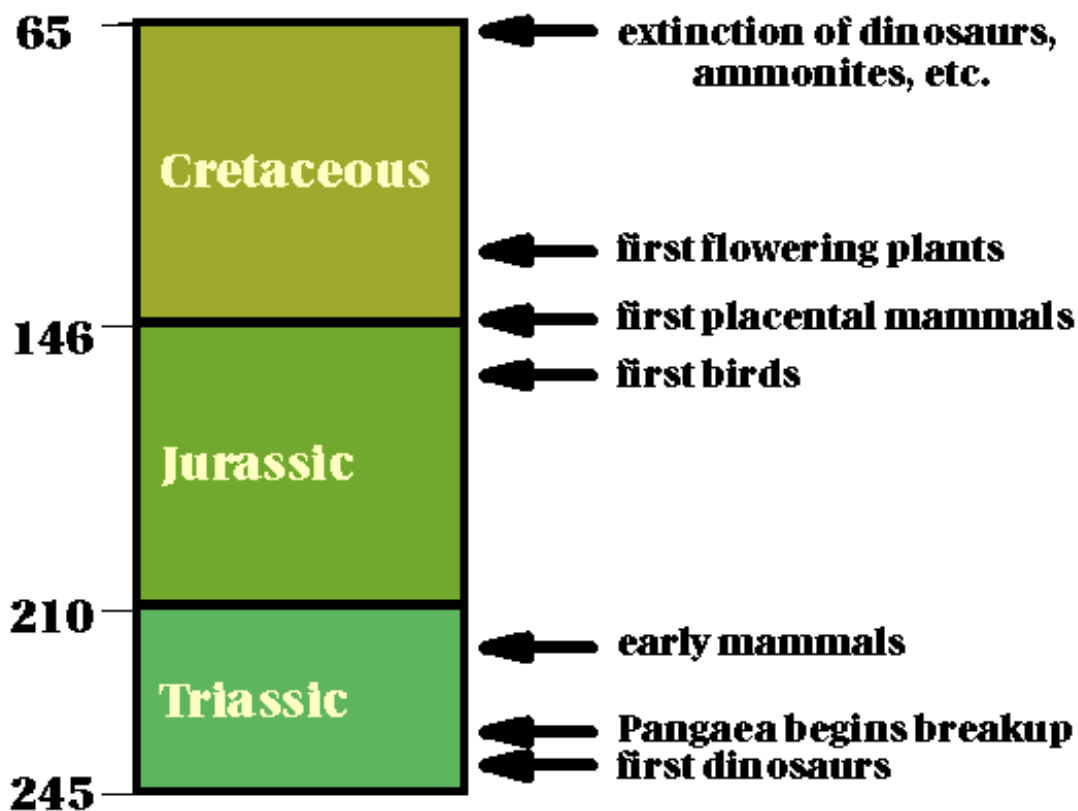 65
extinction of dinosaurs,
ammonites, etc.
Cretaceous
first flowering plants
first placental mammals
146
first birds
Jurassic
210
early mammals
Triassic
Pangaea begins breakup
first dinosaurs
245